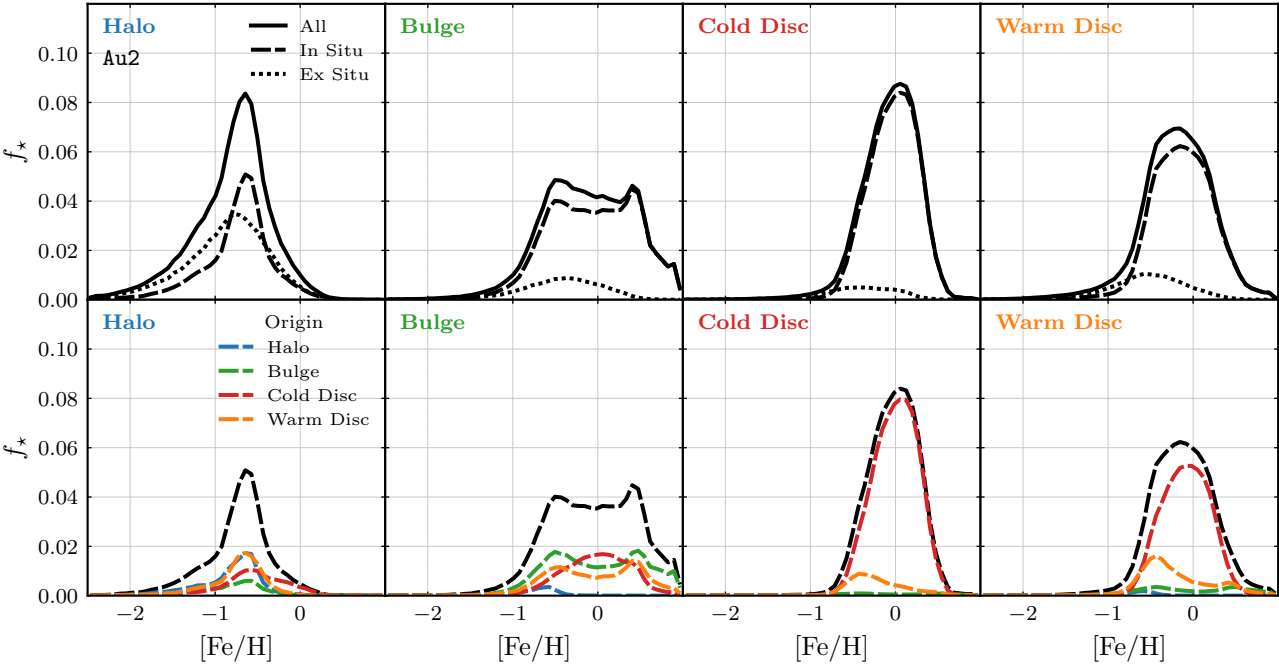 Halo
Au2
All
In Situ
Ex Situ
Bulge
Cold Disc
Warm Disc
f⋆
0.10
0.08
0.06
0.04
0.02
0.00
Halo
Origin
Halo
Bulge
Cold Disc
Warm Disc
Bulge
Cold Disc
Warm Disc
f⋆
0.10
0.08
0.06
0.04
0.02
0.00
−2 −1 0
−2 −1 0
−2 −1 0
−2 −1 0
[Fe/H] [Fe/H] [Fe/H] [Fe/H]